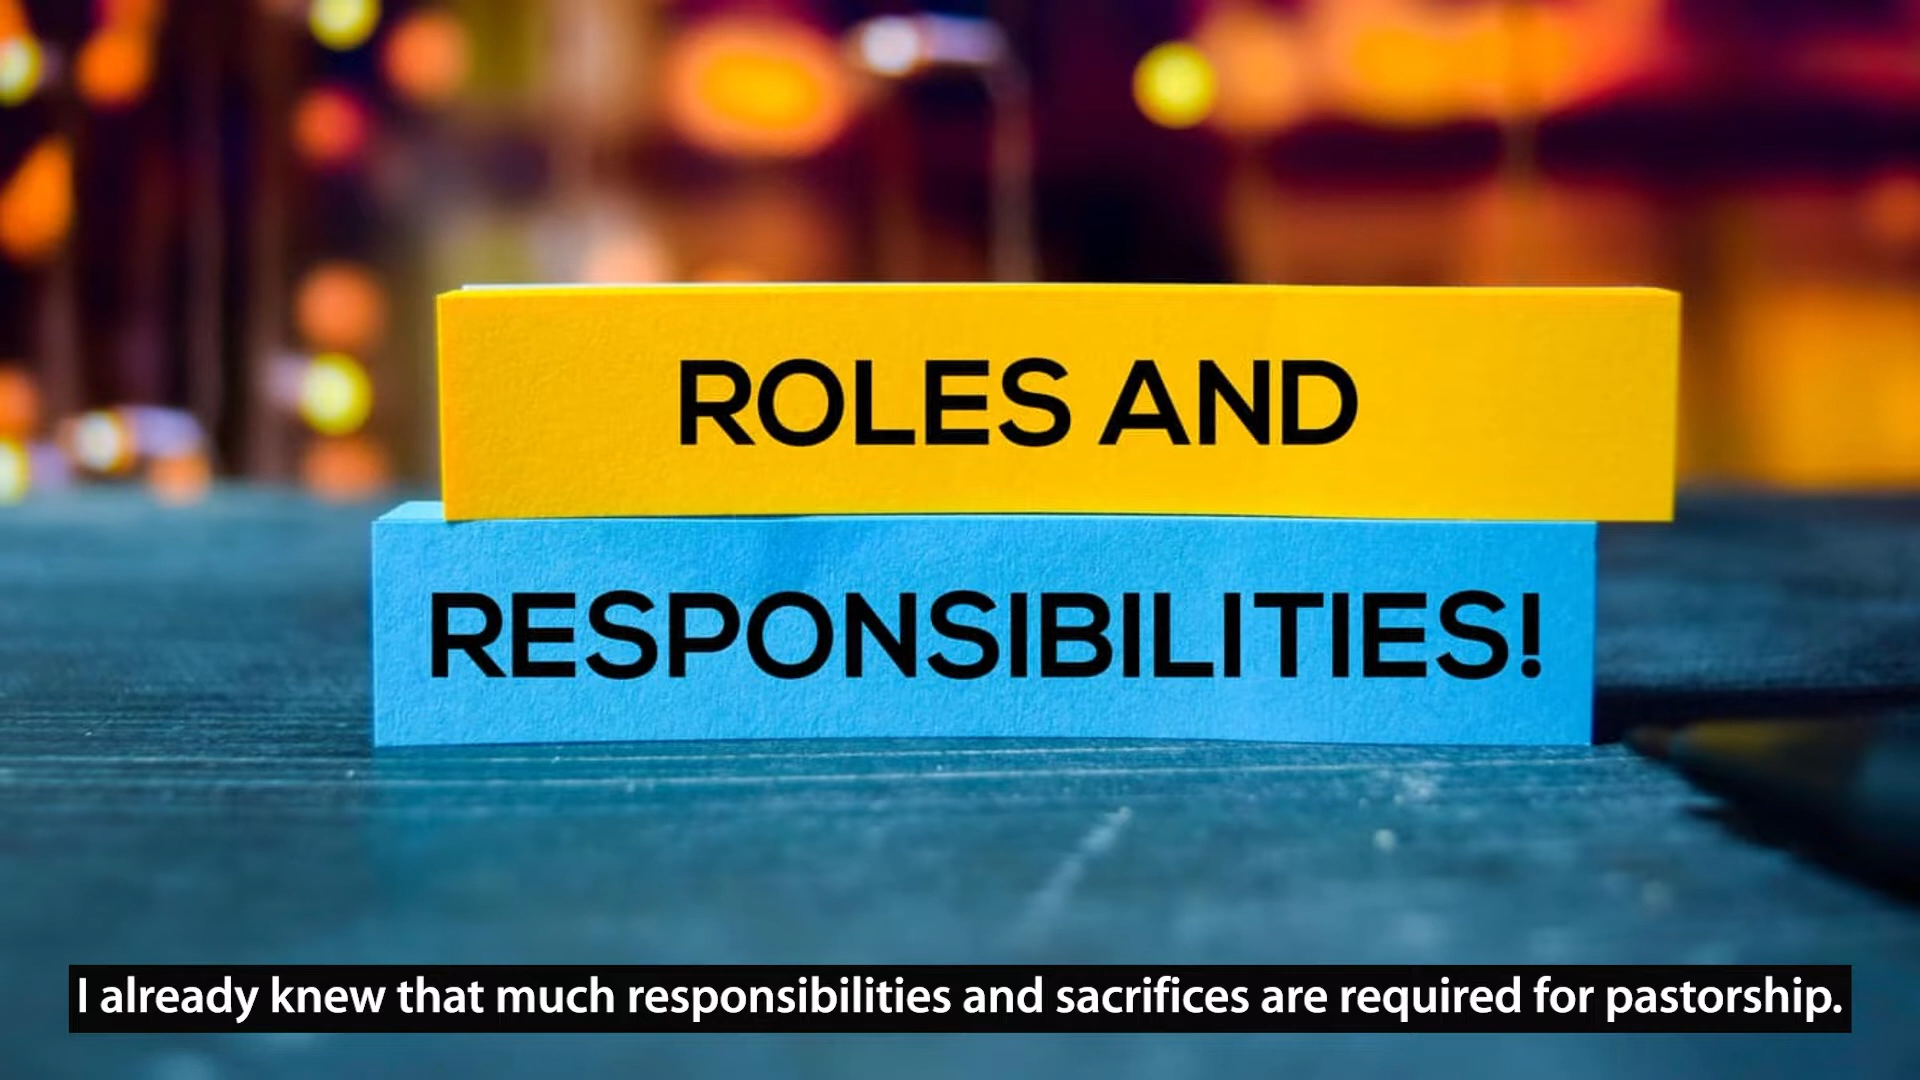 ROLES AND
RESPONSIBILITIES!
I already knew that much responsibilities and sacrifices are required for pastorship.